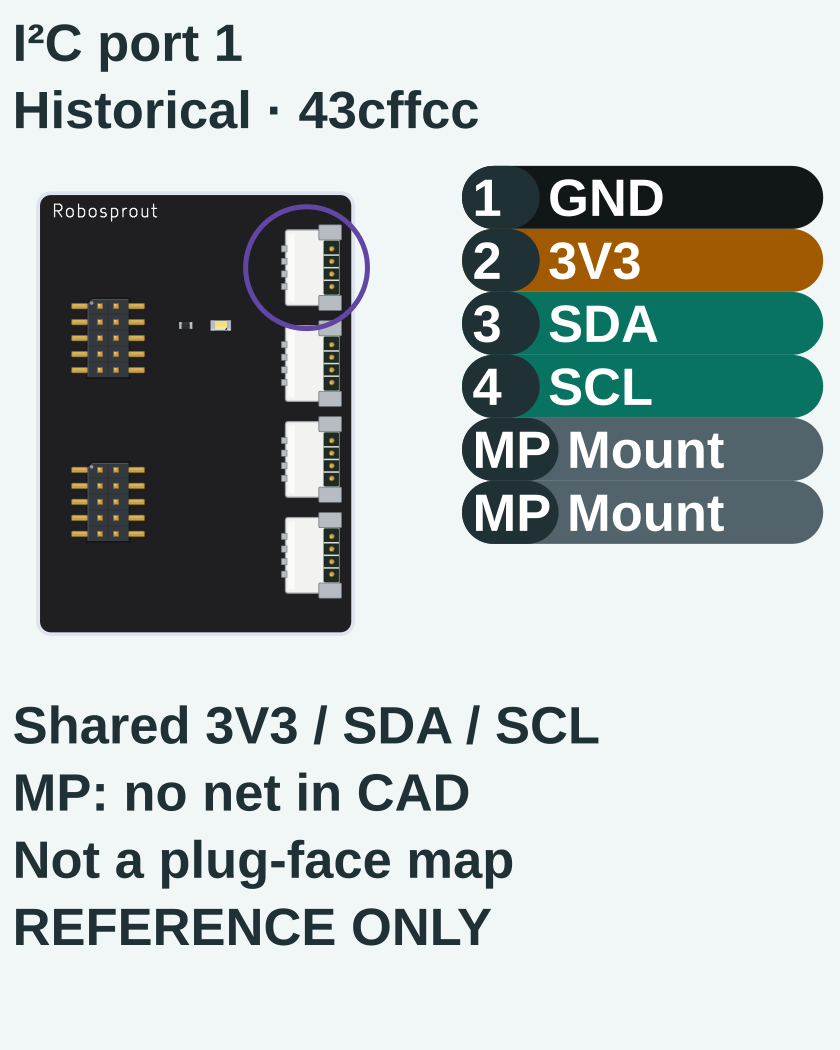 I²C port 1
Historical · 43cffcc
Robosprout
1 GND
2 3V3
3 SDA
4 SCL
MP Mount
MP Mount
Shared 3V3 / SDA / SCL
MP: no net in CAD
Not a plug-face map
REFERENCE ONLY